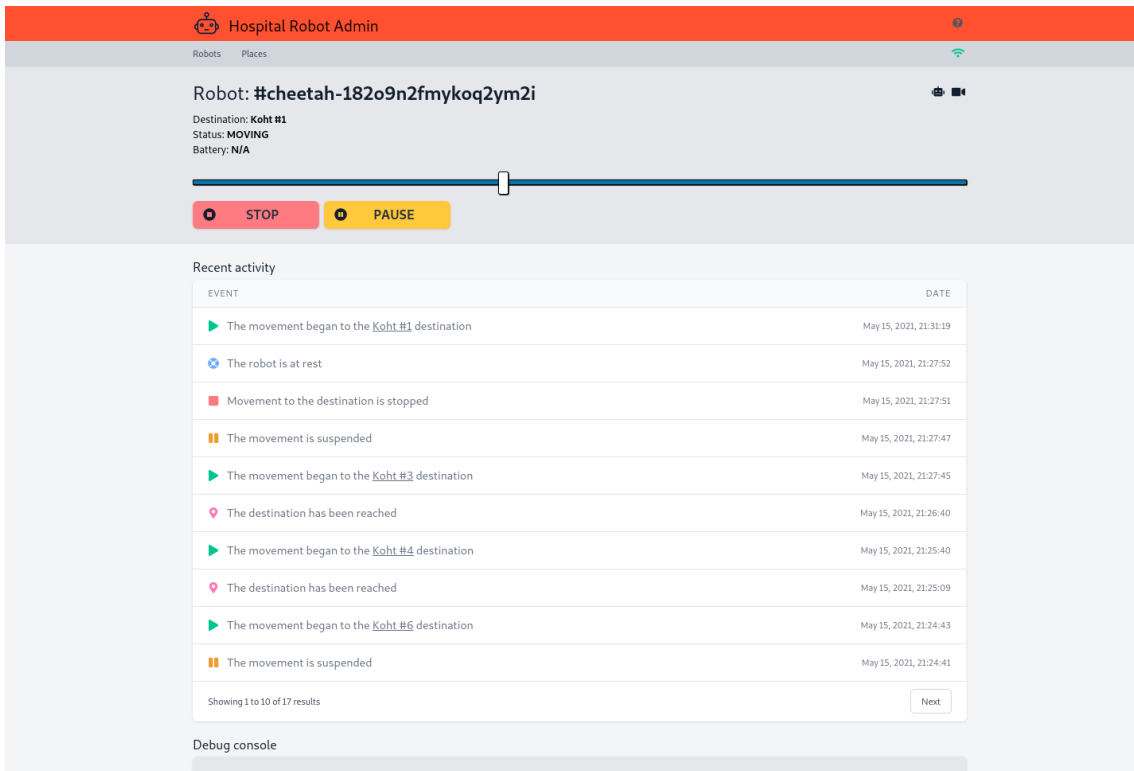 Hospital Robot Admin
Robots Places
Robot: #cheetah-182o9n2fmykoq2ym2i
Destination: Koht #1
Status: MOVING
Battery: N/A
STOP PAUSE
Recent activity
EVENT DATE
The movement began to the Koht #1 destination May 15, 2021, 21:31:19
The robot is at rest May 15, 2021, 21:27:52
Movement to the destination is stopped May 15, 2021, 21:27:51
The movement is suspended May 15, 2021, 21:27:47
The movement began to the Koht #3 destination May 15, 2021, 21:27:45
The destination has been reached May 15, 2021, 21:26:40
The movement began to the Koht #4 destination May 15, 2021, 21:25:40
The destination has been reached May 15, 2021, 21:25:09
The movement began to the Koht #6 destination May 15, 2021, 21:24:43
The movement is suspended May 15, 2021, 21:24:41
Showing 1 to 10 of 17 results Next
Debug console